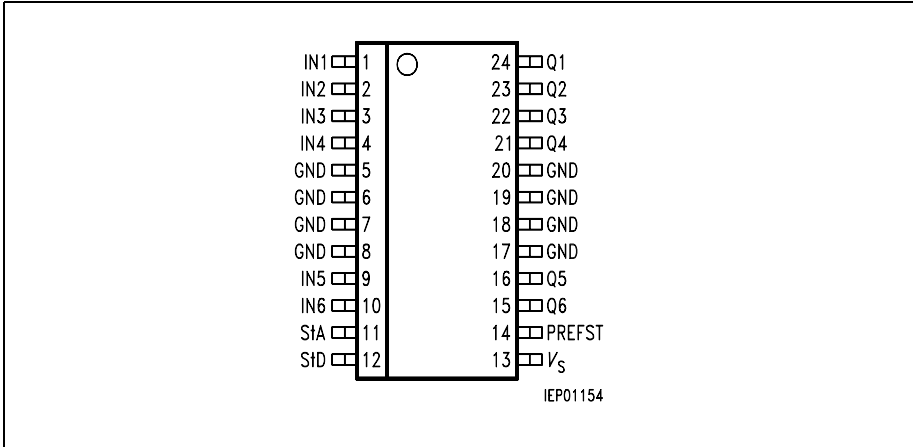 IN1 1 24 Q1
IN2 2 23 Q2
IN3 3 22 Q3
IN4 4 21 Q4
GND 5 20 GND
GND 6 19 GND
GND 7 18 GND
GND 8 17 GND
IN5 9 16 Q5
IN6 10 15 Q6
StA 11 14 PREFST
StD 12 13 VS
IEP01154